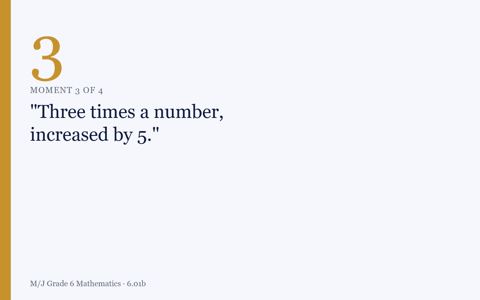 3
MOMENT 3 OF 4
"Three times a number,
increased by 5."
M/J Grade 6 Mathematics · 6.01b